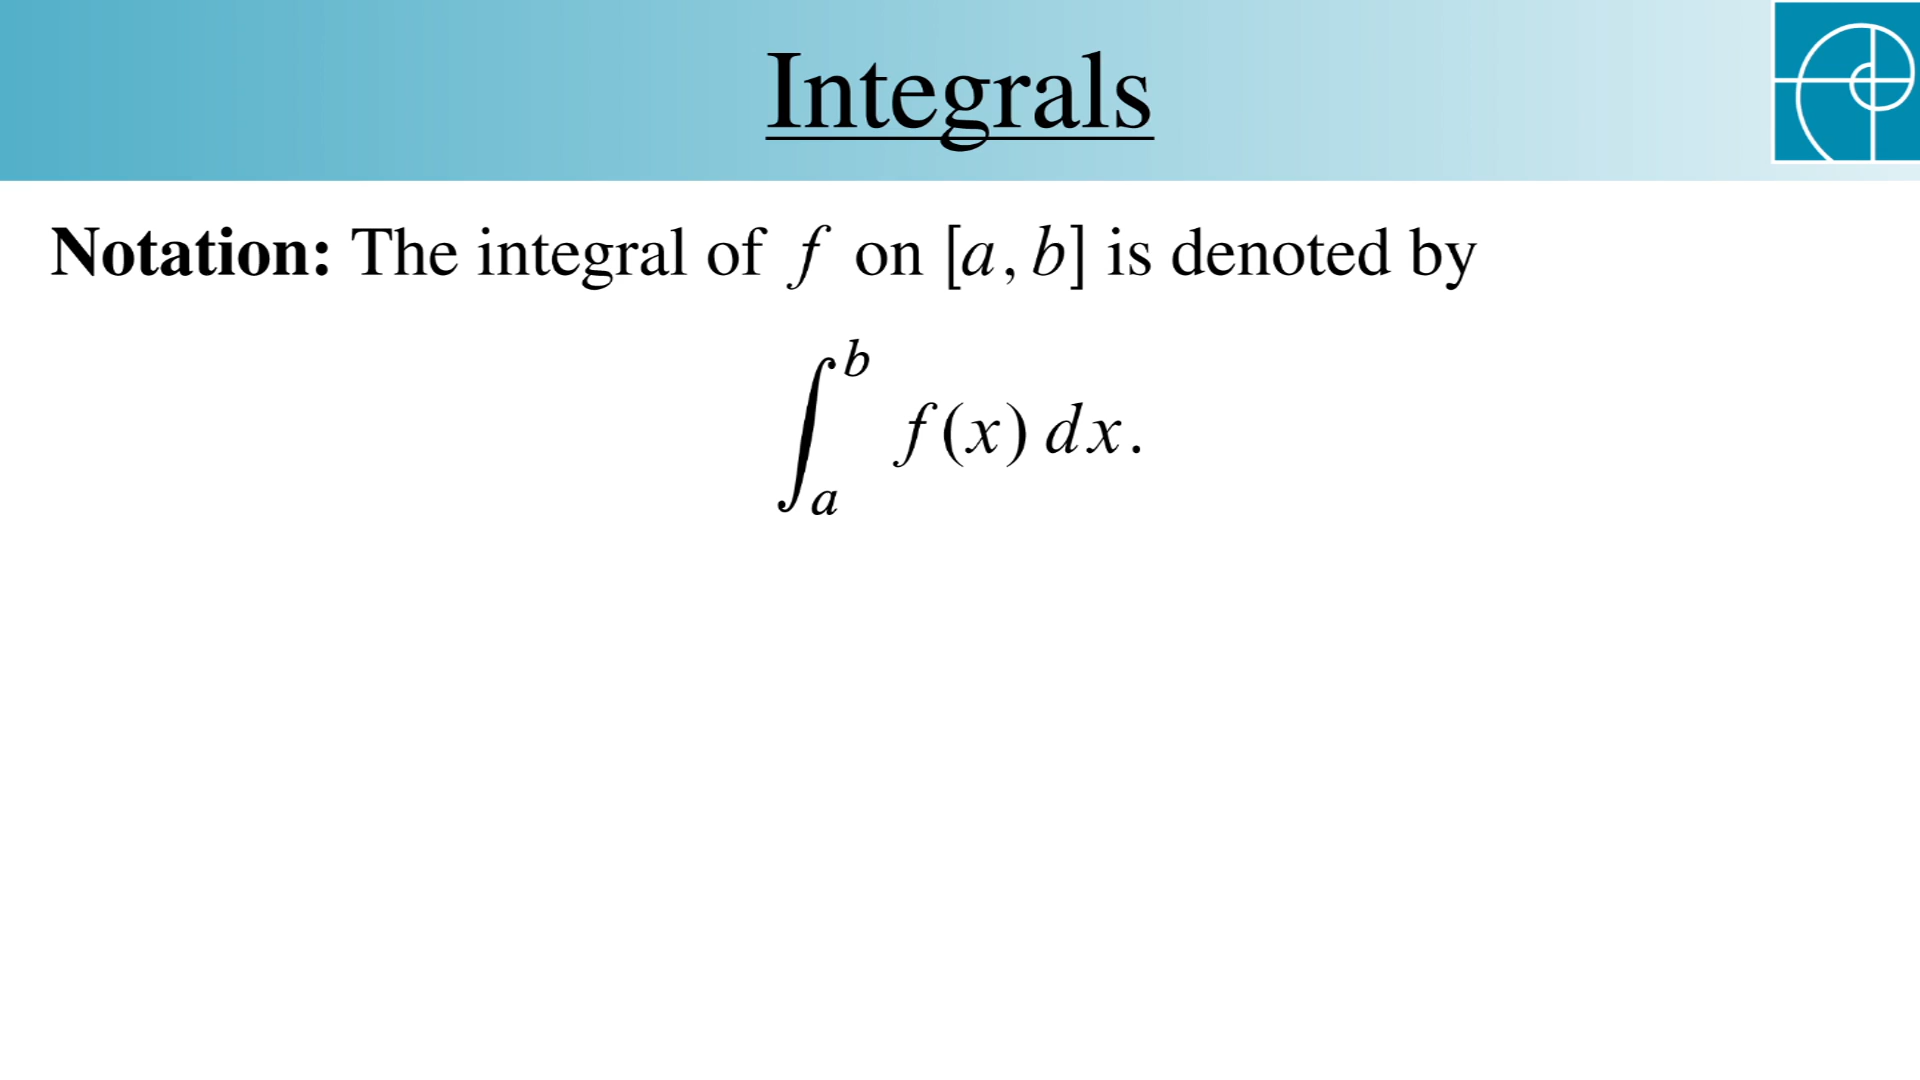 Integrals
Notation: The integral of f on [a, b] is denoted by
∫_a^b f(x) dx.